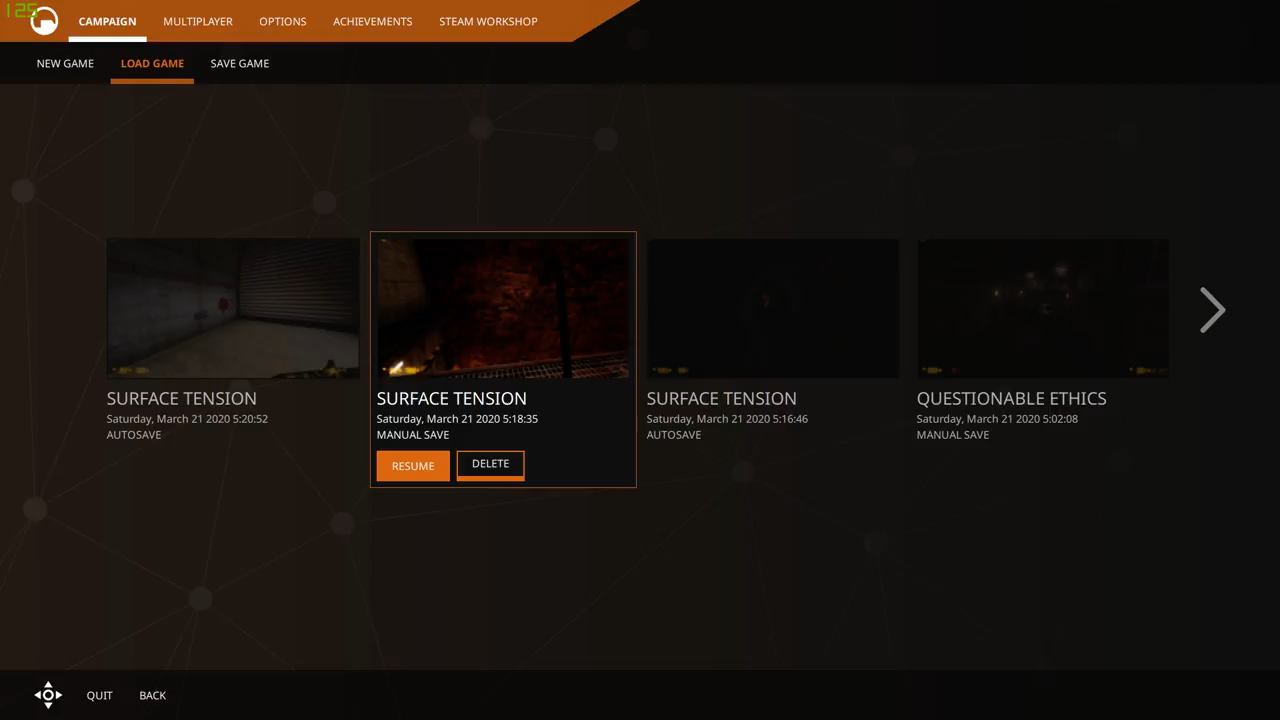 125
CAMPAIGN MULTIPLAYER OPTIONS ACHIEVEMENTS STEAM WORKSHOP
NEW GAME LOAD GAME SAVE GAME
SURFACE TENSION
Saturday, March 21 2020 5:20:52
AUTOSAVE
SURFACE TENSION
Saturday, March 21 2020 5:18:35
MANUAL SAVE
RESUME DELETE
SURFACE TENSION
Saturday, March 21 2020 5:16:46
AUTOSAVE
QUESTIONABLE ETHICS
Saturday, March 21 2020 5:02:08
MANUAL SAVE
QUIT BACK